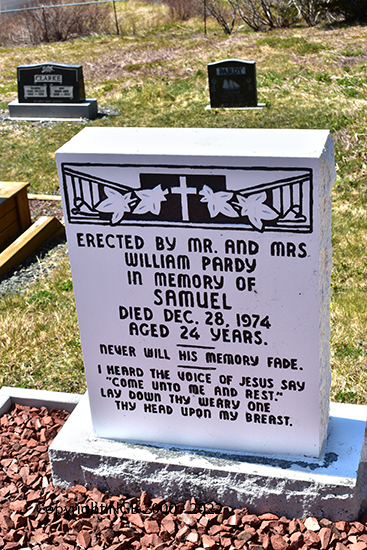 CLARKE
PARDY
ERECTED BY MR. AND MRS.
WILLIAM PARDY
IN MEMORY OF
SAMUEL
DIED DEC. 28, 1974
AGED 24 YEARS.
NEVER WILL HIS MEMORY FADE.
I HEARD THE VOICE OF JESUS SAY
"COME UNTO ME AND REST."
LAY DOWN THY WEARY ONE
THY HEAD UPON MY BREAST.